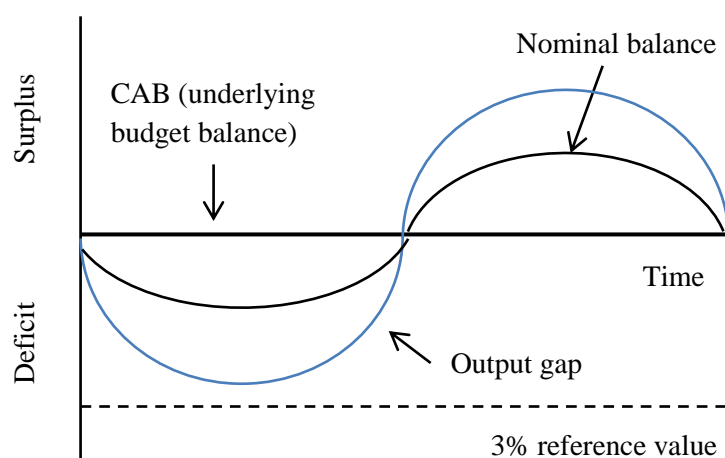 Nominal balance
CAB (underlying
budget balance)
Surplus
Time
Deficit
Output gap
3% reference value